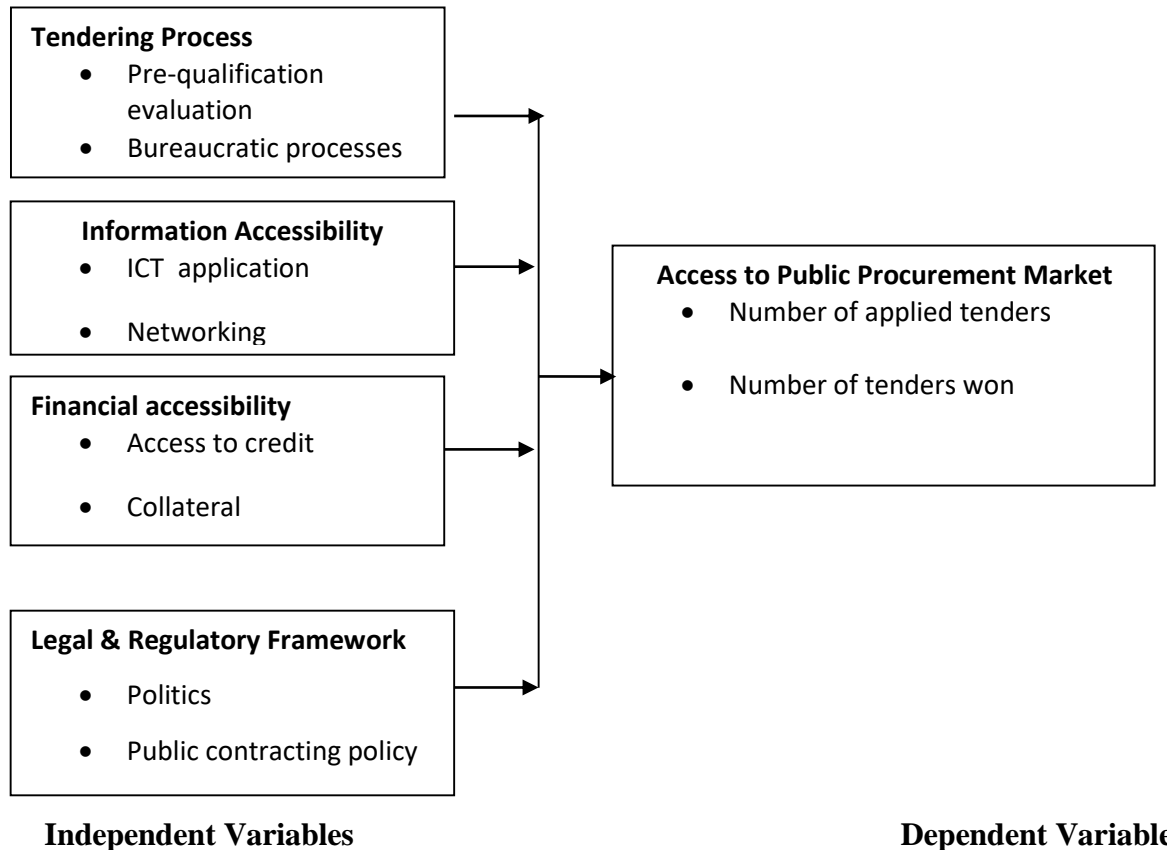 Tendering Process
• Pre-qualification
evaluation
• Bureaucratic processes
Information Accessibility
• ICT application
• Networking
Financial accessibility
• Access to credit
• Collateral
Legal & Regulatory Framework
• Politics
• Public contracting policy
Access to Public Procurement Market
• Number of applied tenders
• Number of tenders won
Independent Variables
Dependent Variable